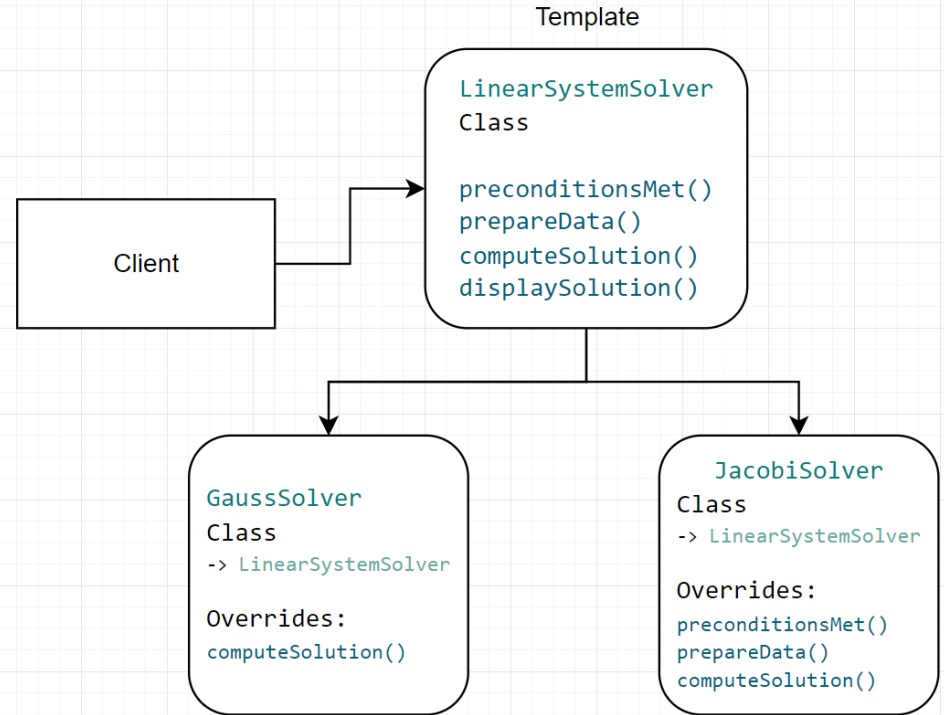 Template
LinearSystemSolver
Class
preconditionsMet()
prepareData()
computeSolution()
displaySolution()
Client
GaussSolver
Class
-> LinearSystemSolver
Overrides:
computeSolution()
JacobiSolver
Class
-> LinearSystemSolver
Overrides:
preconditionsMet()
prepareData()
computeSolution()